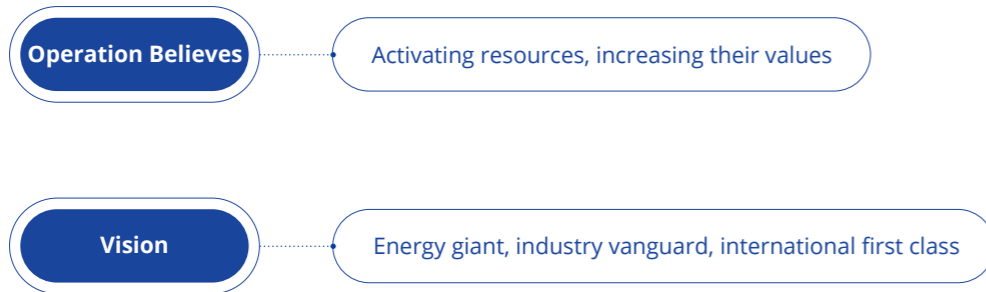 Operation Believes
Activating resources, increasing their values
Vision
Energy giant, industry vanguard, international first class